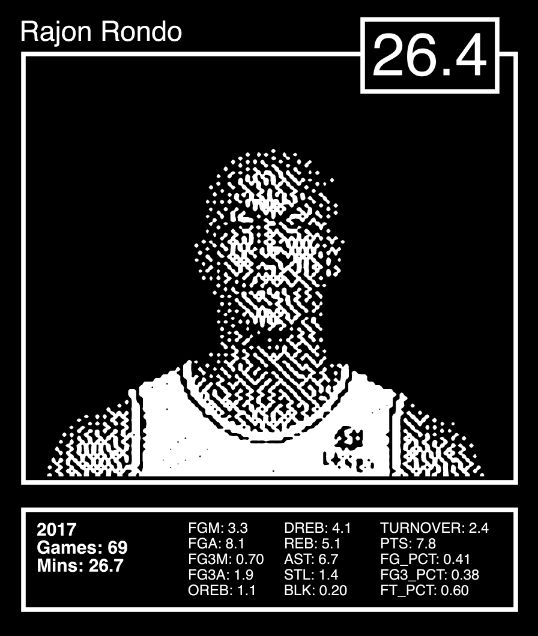 Rajon Rondo
26.4
2017
Games: 69
Mins: 26.7
FGM: 3.3
FGA: 8.1
FG3M: 0.70
FG3A: 1.9
OREB: 1.1
DREB: 4.1
REB: 5.1
AST: 6.7
STL: 1.4
BLK: 0.20
TURNOVER: 2.4
PTS: 7.8
FG_PCT: 0.41
FG3_PCT: 0.38
FT_PCT: 0.60